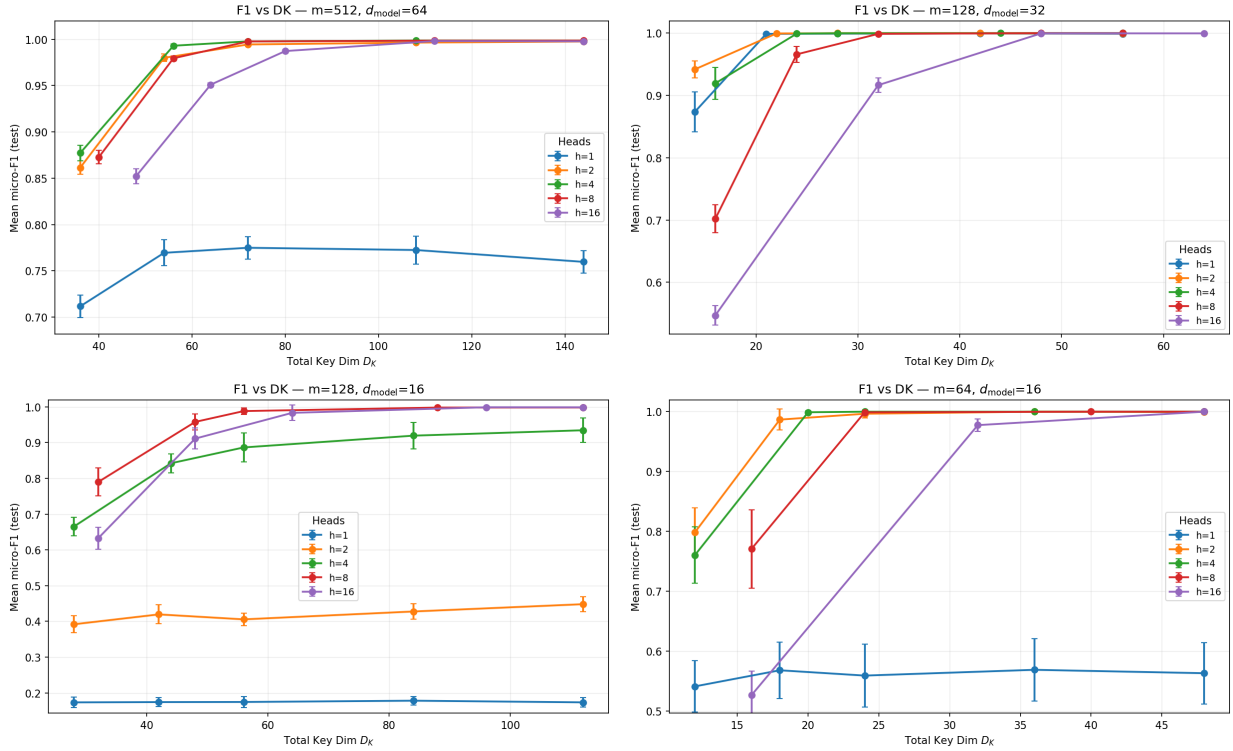 F1 vs DK — m=512, d_model=64
Mean micro-F1 (test)
1.00
0.95
0.90
0.85
0.80
0.75
0.70
40 60 80 100 120 140
Total Key Dim D_K
Heads
h=1
h=2
h=4
h=8
h=16
F1 vs DK — m=128, d_model=32
Mean micro-F1 (test)
1.0
0.9
0.8
0.7
0.6
20 30 40 50 60
Total Key Dim D_K
Heads
h=1
h=2
h=4
h=8
h=16
F1 vs DK — m=128, d_model=16
Mean micro-F1 (test)
1.0
0.9
0.8
0.7
0.6
0.5
0.4
0.3
0.2
40 60 80 100
Total Key Dim D_K
Heads
h=1
h=2
h=4
h=8
h=16
F1 vs DK — m=64, d_model=16
Mean micro-F1 (test)
1.0
0.9
0.8
0.7
0.6
0.5
15 20 25 30 35 40 45
Total Key Dim D_K
Heads
h=1
h=2
h=4
h=8
h=16